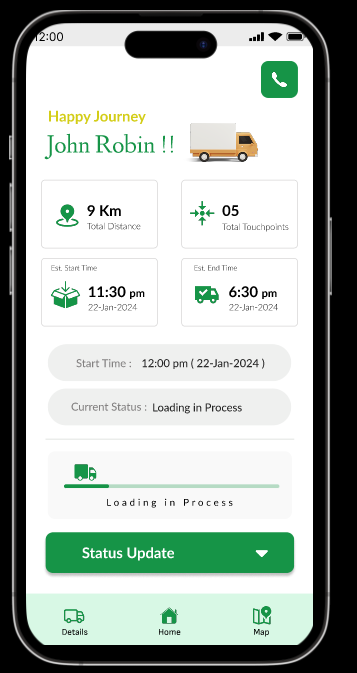 12:00
Happy Journey
John Robin !!
9 Km
Total Distance
05
Total Touchpoints
Est. Start Time
11:30 pm
22-Jan-2024
Est. End Time
6:30 pm
22-Jan-2024
Start Time : 12:00 pm ( 22-Jan-2024 )
Current Status : Loading in Process
Loading in Process
Status Update
Details
Home
Map